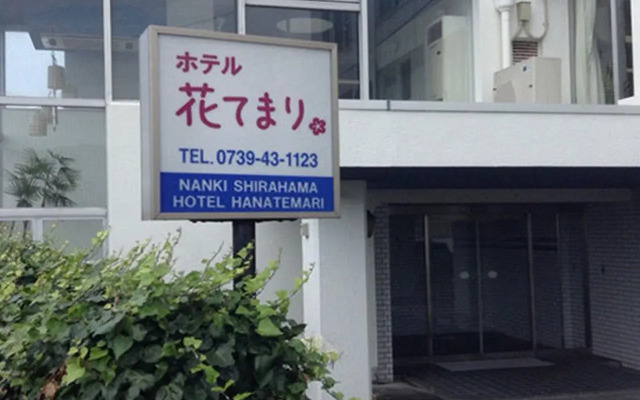 ホテル
花てまり
TEL. 0739-43-1123
NANKI SHIRAHAMA
HOTEL HANATEMARI